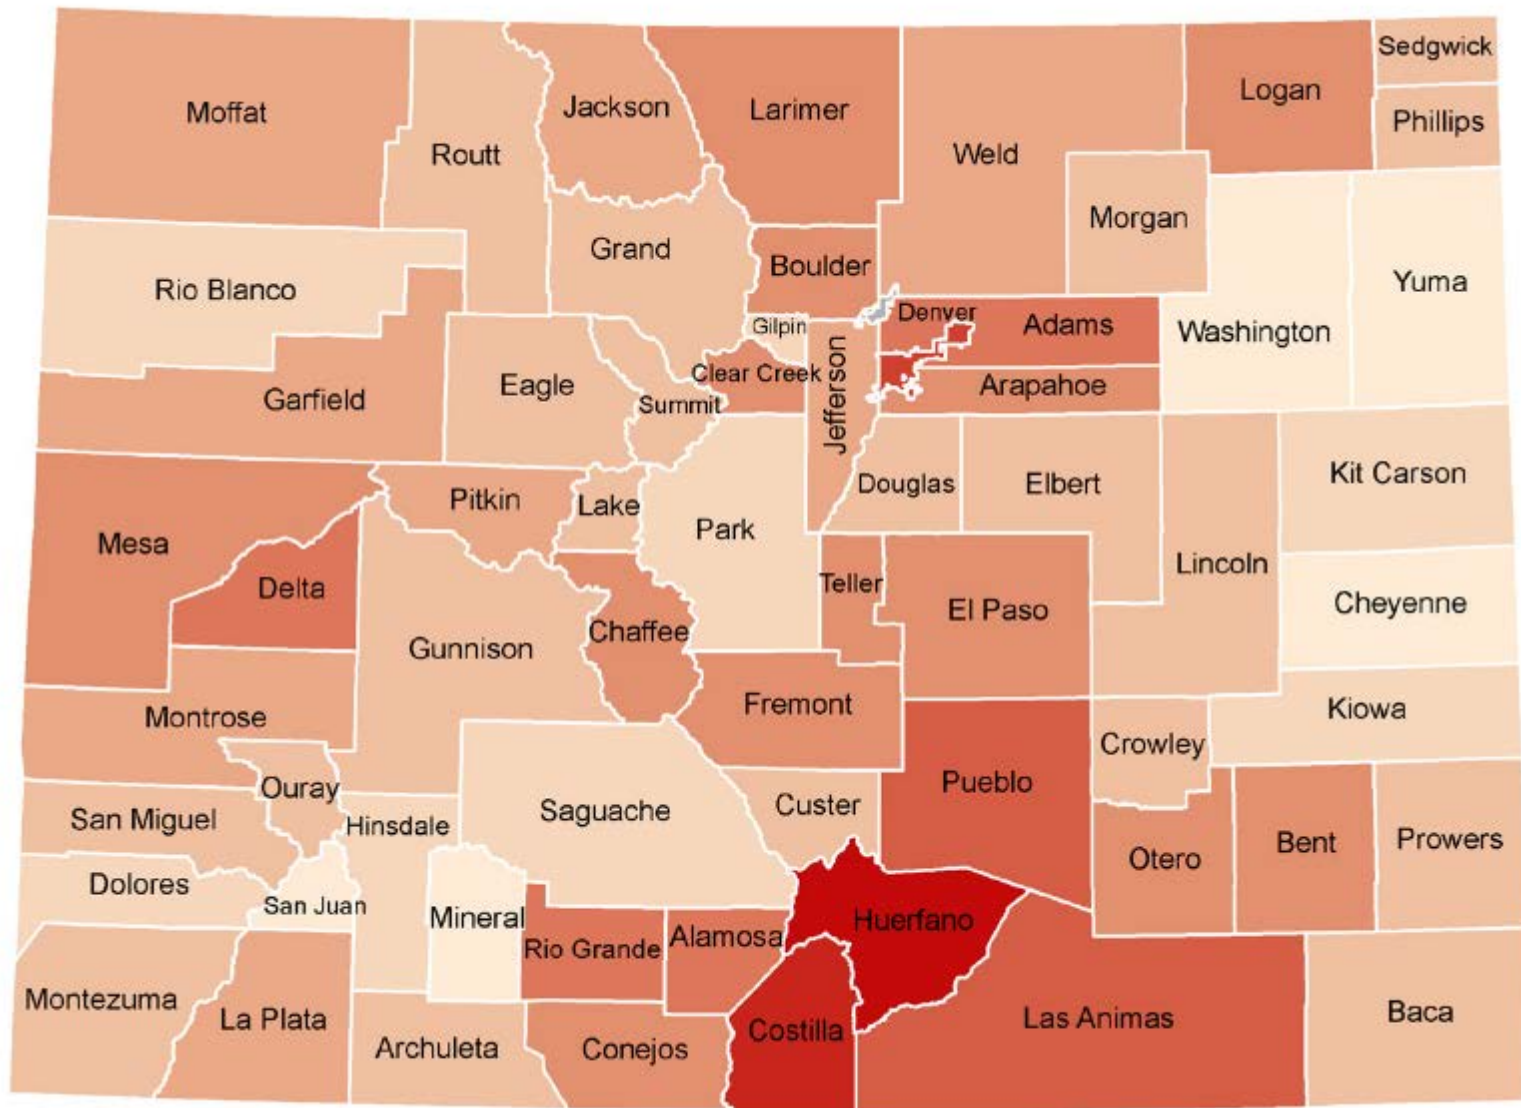 Sedgwick
Logan
Jackson
Larimer
Moffat
Phillips
Routt
Weld
Morgan
Grand
Boulder
Yuma
Rio Blanco
Denver
Adams
Gilpin
Washington
Clear Creek
Arapahoe
Eagle
Garfield
Summit
Jefferson
Kit Carson
Douglas
Elbert
Pitkin
Lake
Park
Mesa
Lincoln
Teller
Delta
Cheyenne
El Paso
Chaffee
Gunnison
Fremont
Kiowa
Montrose
Crowley
Pueblo
Ouray
Custer
Saguache
San Miguel
Hinsdale
Bent
Prowers
Otero
Dolores
San Juan
Mineral
Huerfano
Alamosa
Rio Grande
Montezuma
Baca
La Plata
Las Animas
Costilla
Archuleta
Conejos